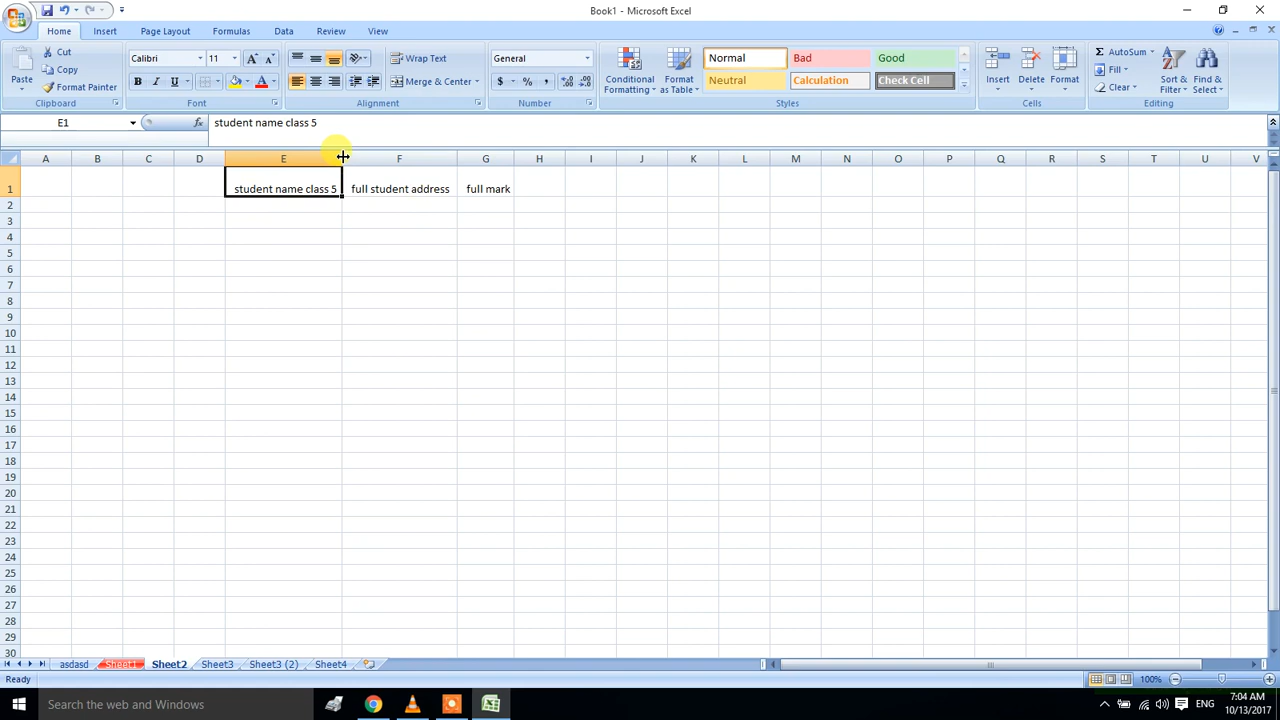 Book1 - Microsoft Excel
Home Insert Page Layout Formulas Data Review View
Paste
Cut
Copy
Format Painter
Clipboard
Calibri 11
B I U
Font
Wrap Text
Merge & Center
Alignment
General
$ % ,
Number
Conditional Formatting
Format as Table
Normal Bad Good
Neutral Calculation Check Cell
Styles
Insert Delete Format
Cells
AutoSum
Fill
Clear
Sort & Filter
Find & Select
Editing
E1 fx student name class 5
A B C D E F G H I J K L M N O P Q R S T U V
1 student name class 5 full student address full mark
2
3
4
5
6
7
8
9
10
11
12
13
14
15
16
17
18
19
20
21
22
23
24
25
26
27
28
29
30
asdasd Sheet1 Sheet2 Sheet3 Sheet3 (2) Sheet4
Ready 100%
Search the web and Windows
ENG
7:04 AM
10/13/2017